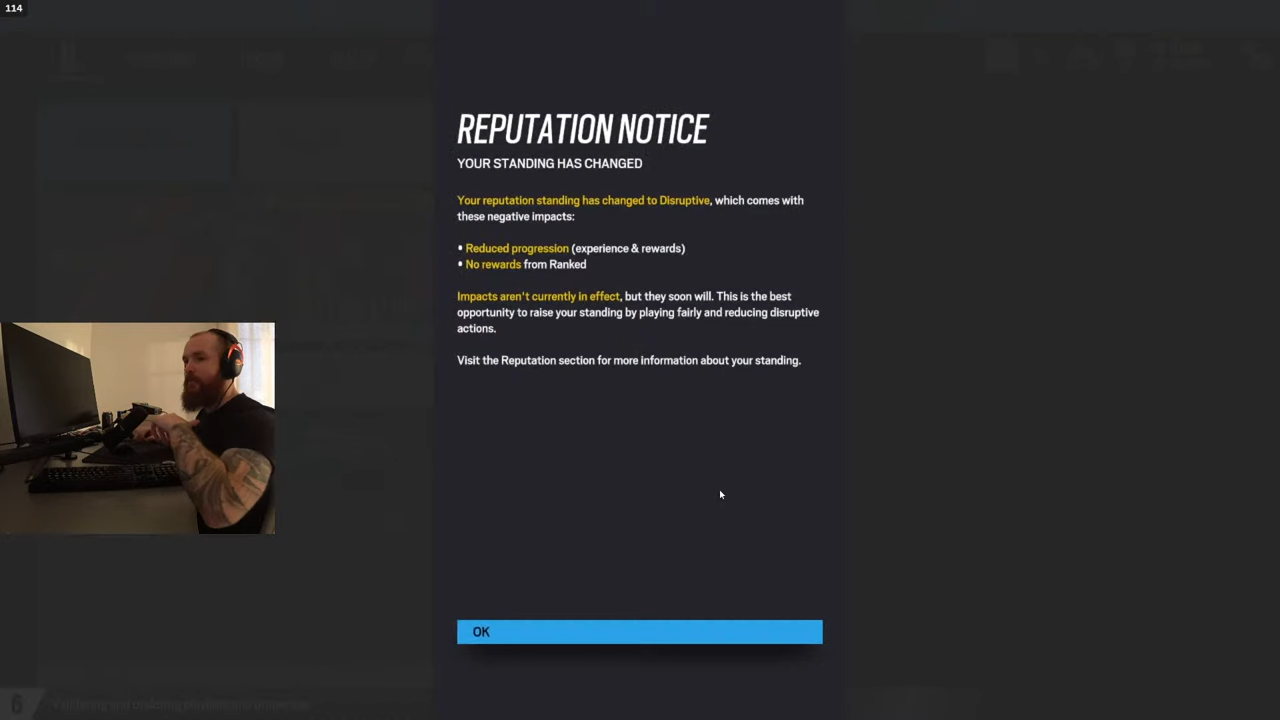 114
REPUTATION NOTICE
YOUR STANDING HAS CHANGED
Your reputation standing has changed to Disruptive, which comes with
these negative impacts:
• Reduced progression (experience & rewards)
• No rewards from Ranked
Impacts aren't currently in effect, but they soon will. This is the best
opportunity to raise your standing by playing fairly and reducing disruptive
actions.
Visit the Reputation section for more information about your standing.
OK